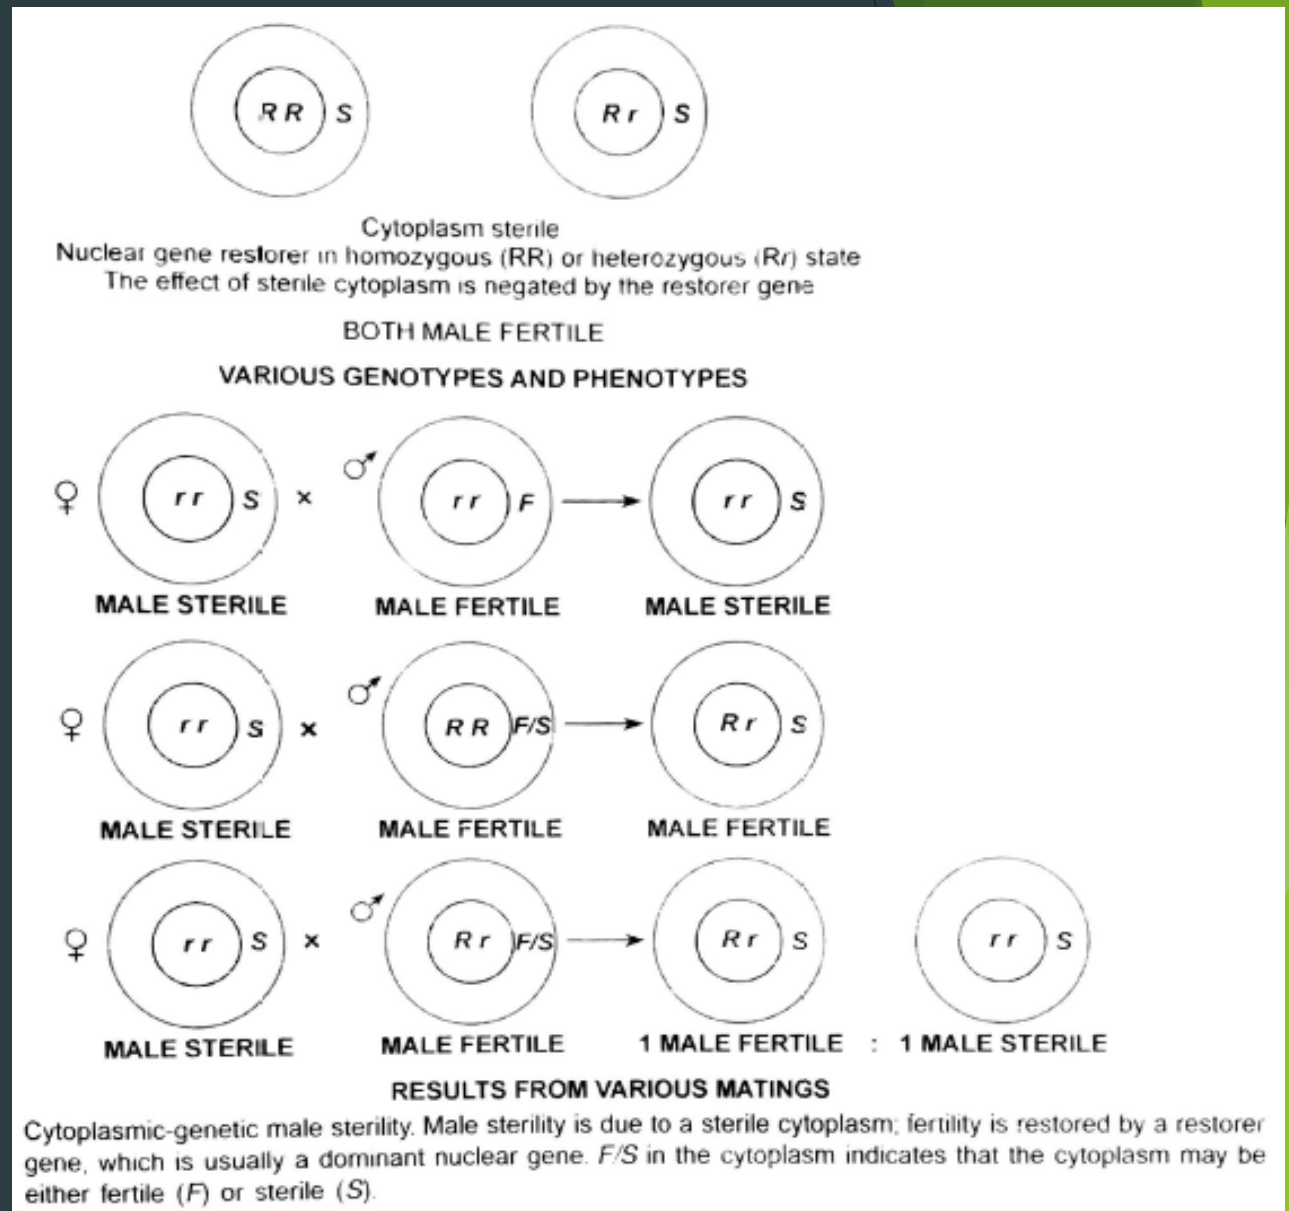 RR S Rr S
Cytoplasm sterile
Nuclear gene restorer in homozygous (RR) or heterozygous (Rr) state
The effect of sterile cytoplasm is negated by the restorer gene
BOTH MALE FERTILE
VARIOUS GENOTYPES AND PHENOTYPES
♀ rr S × ♂ rr F → rr S
MALE STERILE MALE FERTILE MALE STERILE
♀ rr S × ♂ RR F/S → Rr S
MALE STERILE MALE FERTILE MALE FERTILE
♀ rr S × ♂ Rr F/S → Rr S rr S
MALE STERILE MALE FERTILE 1 MALE FERTILE : 1 MALE STERILE
RESULTS FROM VARIOUS MATINGS
Cytoplasmic-genetic male sterility. Male sterility is due to a sterile cytoplasm; fertility is restored by a restorer
gene, which is usually a dominant nuclear gene. F/S in the cytoplasm indicates that the cytoplasm may be
either fertile (F) or sterile (S).